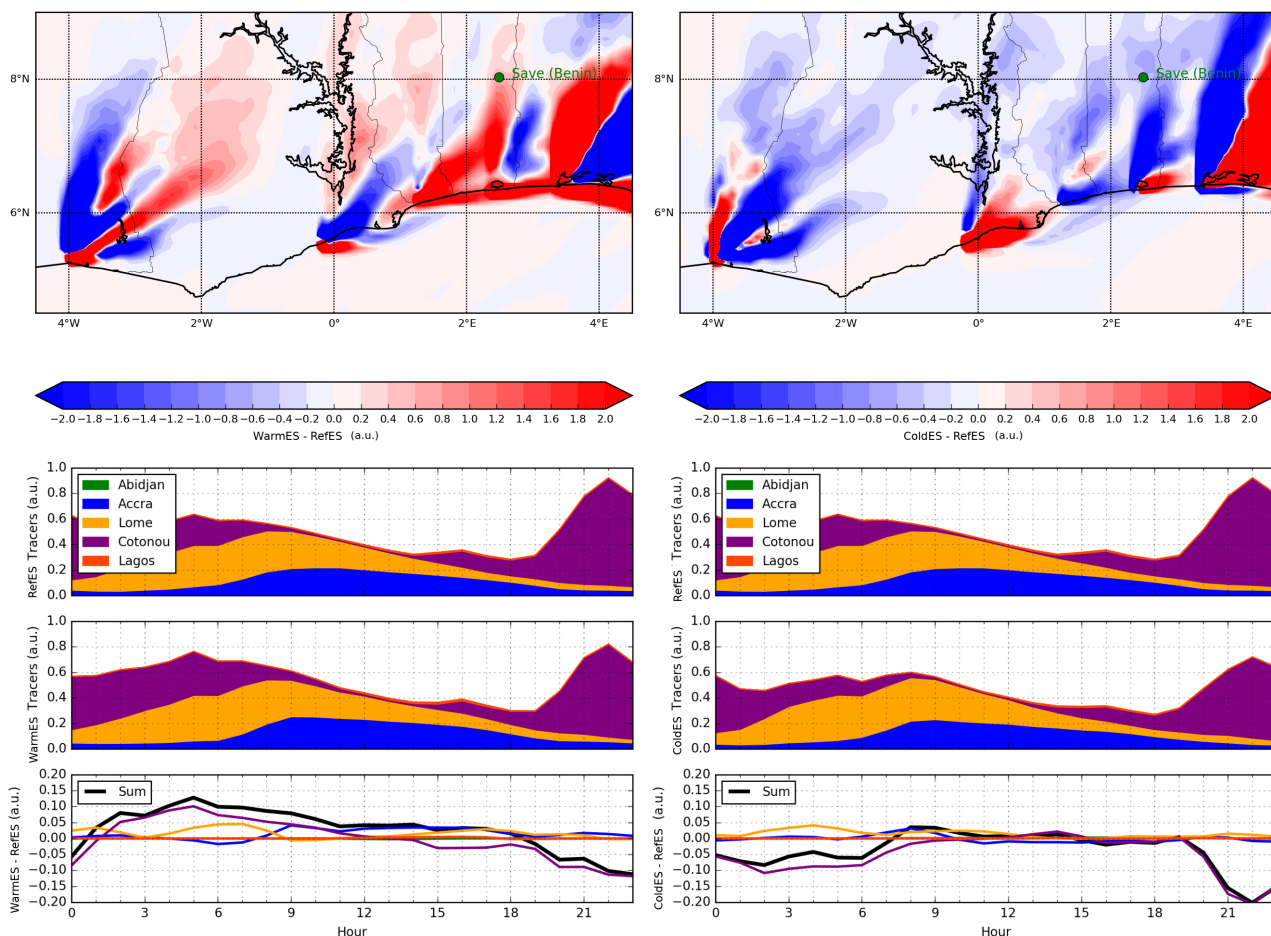 8°N
Save (Benin)
6°N
4°W 2°W 0° 2°E 4°E
8°N
Save (Benin)
6°N
4°W 2°W 0° 2°E 4°E
−2.0 −1.8 −1.6 −1.4 −1.2 −1.0 −0.8 −0.6 −0.4 −0.2 0.0 0.2 0.4 0.6 0.8 1.0 1.2 1.4 1.6 1.8 2.0
WarmES - RefES (a.u.)
−2.0 −1.8 −1.6 −1.4 −1.2 −1.0 −0.8 −0.6 −0.4 −0.2 0.0 0.2 0.4 0.6 0.8 1.0 1.2 1.4 1.6 1.8 2.0
ColdES - RefES (a.u.)
RefES Tracers (a.u.)
1.0
0.8
0.6
0.4
0.2
0.0
Abidjan
Accra
Lome
Cotonou
Lagos
RefES Tracers (a.u.)
1.0
0.8
0.6
0.4
0.2
0.0
Abidjan
Accra
Lome
Cotonou
Lagos
WarmES Tracers (a.u.)
1.0
0.8
0.6
0.4
0.2
0.0
ColdES Tracers (a.u.)
1.0
0.8
0.6
0.4
0.2
0.0
WarmES - RefES (a.u.)
0.20
0.15
0.10
0.05
0.00
−0.05
−0.10
−0.15
−0.20
Sum
0 3 6 9 12 15 18 21
Hour
ColdES - RefES (a.u.)
0.20
0.15
0.10
0.05
0.00
−0.05
−0.10
−0.15
−0.20
Sum
0 3 6 9 12 15 18 21
Hour